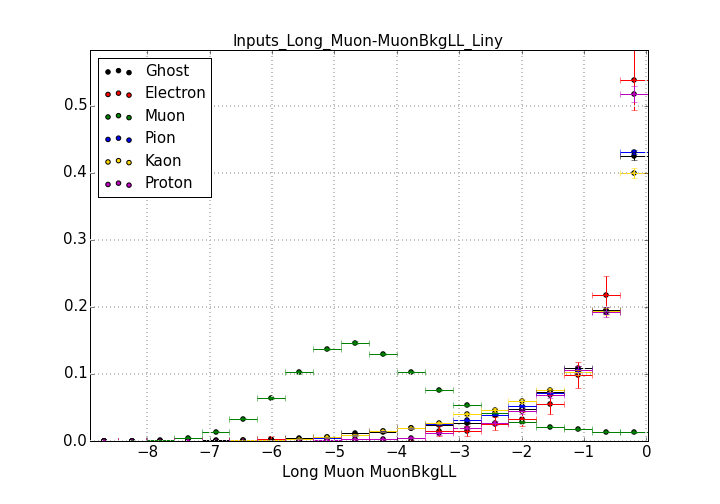 Inputs_Long_Muon-MuonBkgLL_Liny
Ghost
Electron
Muon
Pion
Kaon
Proton
0.5
0.4
0.3
0.2
0.1
0.0
−8 −7 −6 −5 −4 −3 −2 −1 0
Long Muon MuonBkgLL